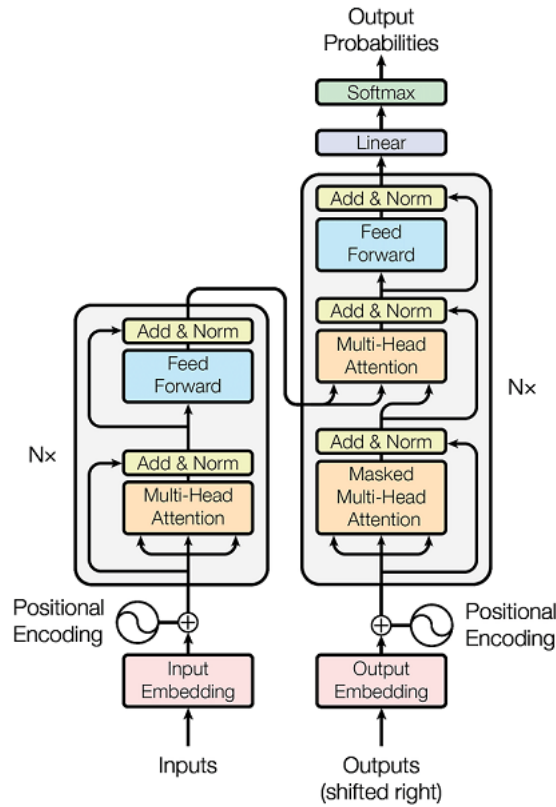 Output
Probabilities
Softmax
Linear
Add & Norm
Feed
Forward
Add & Norm
Multi-Head
Attention
Add & Norm
Masked
Multi-Head
Attention
N×
Positional
Encoding
Output
Embedding
Outputs
(shifted right)
Add & Norm
Feed
Forward
Add & Norm
Multi-Head
Attention
N×
Positional
Encoding
Input
Embedding
Inputs